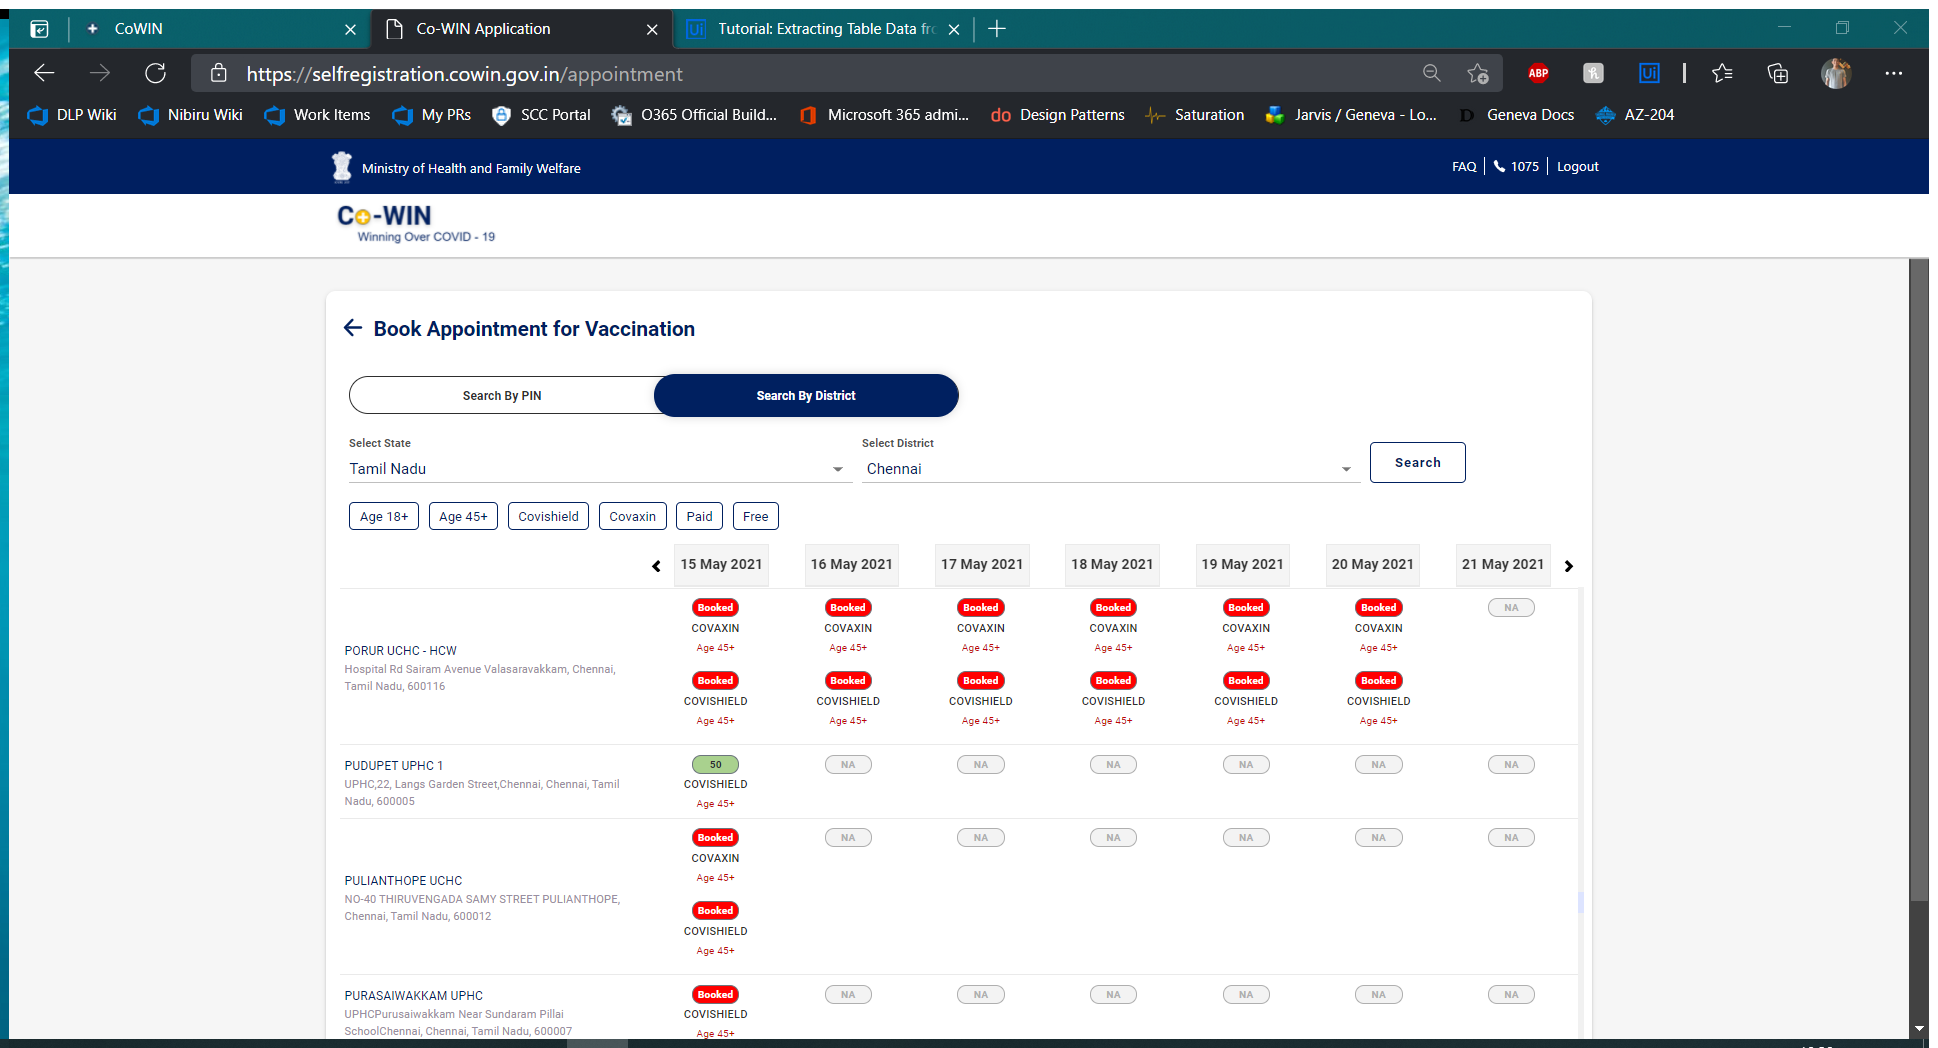 CoWIN
Co-WIN Application
Tutorial: Extracting Table Data fr
https://selfregistration.cowin.gov.in/appointment
ABP
Ui
DLP Wiki
Nibiru Wiki
Work Items
My PRs
SCC Portal
O365 Official Build...
Microsoft 365 admi...
do Design Patterns
Saturation
Jarvis / Geneva - Lo...
D Geneva Docs
AZ-204
Ministry of Health and Family Welfare
FAQ
1075
Logout
Co-WIN
Winning Over COVID - 19
Book Appointment for Vaccination
Search By PIN
Search By District
Select State
Select District
Tamil Nadu
Chennai
Search
Age 18+
Age 45+
Covishield
Covaxin
Paid
Free
15 May 2021 16 May 2021 17 May 2021 18 May 2021 19 May 2021 20 May 2021 21 May 2021
Booked Booked Booked Booked Booked Booked NA
COVAXIN COVAXIN COVAXIN COVAXIN COVAXIN COVAXIN
PORUR UCHC - HCW
Age 45+ Age 45+ Age 45+ Age 45+ Age 45+ Age 45+
Hospital Rd Sairam Avenue Valasaravakkam, Chennai,
Tamil Nadu, 600116
Booked Booked Booked Booked Booked Booked
COVISHIELD COVISHIELD COVISHIELD COVISHIELD COVISHIELD COVISHIELD
Age 45+ Age 45+ Age 45+ Age 45+ Age 45+ Age 45+
PUDUPET UPHC 1
50 NA NA NA NA NA NA
UPHC,22, Langs Garden Street,Chennai, Chennai, Tamil
Nadu, 600005
COVISHIELD
Age 45+
Booked NA NA NA NA NA NA
COVAXIN
Age 45+
PULIANTHOPE UCHC
NO-40 THIRUVENGADA SAMY STREET PULIANTHOPE,
Chennai, Tamil Nadu, 600012
Booked
COVISHIELD
Age 45+
PURASAIWAKKAM UPHC
Booked NA NA NA NA NA NA
UPHCPurusaiwakkam Near Sundaram Pillai
SchoolChennai, Chennai, Tamil Nadu, 600007
COVISHIELD
Age 45+